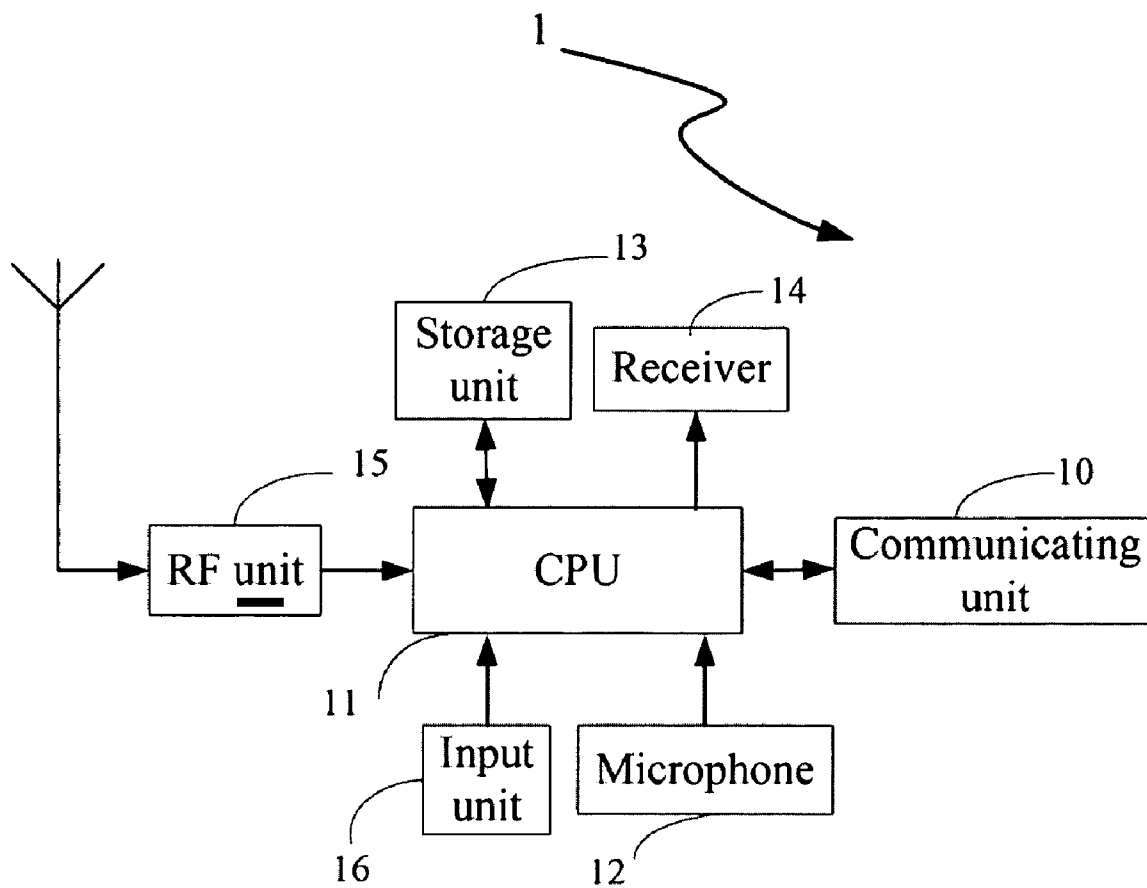 1
13
Storage
unit
14
Receiver
15
RF unit
CPU
10
Communicating
unit
11
Input
unit
16
Microphone
12